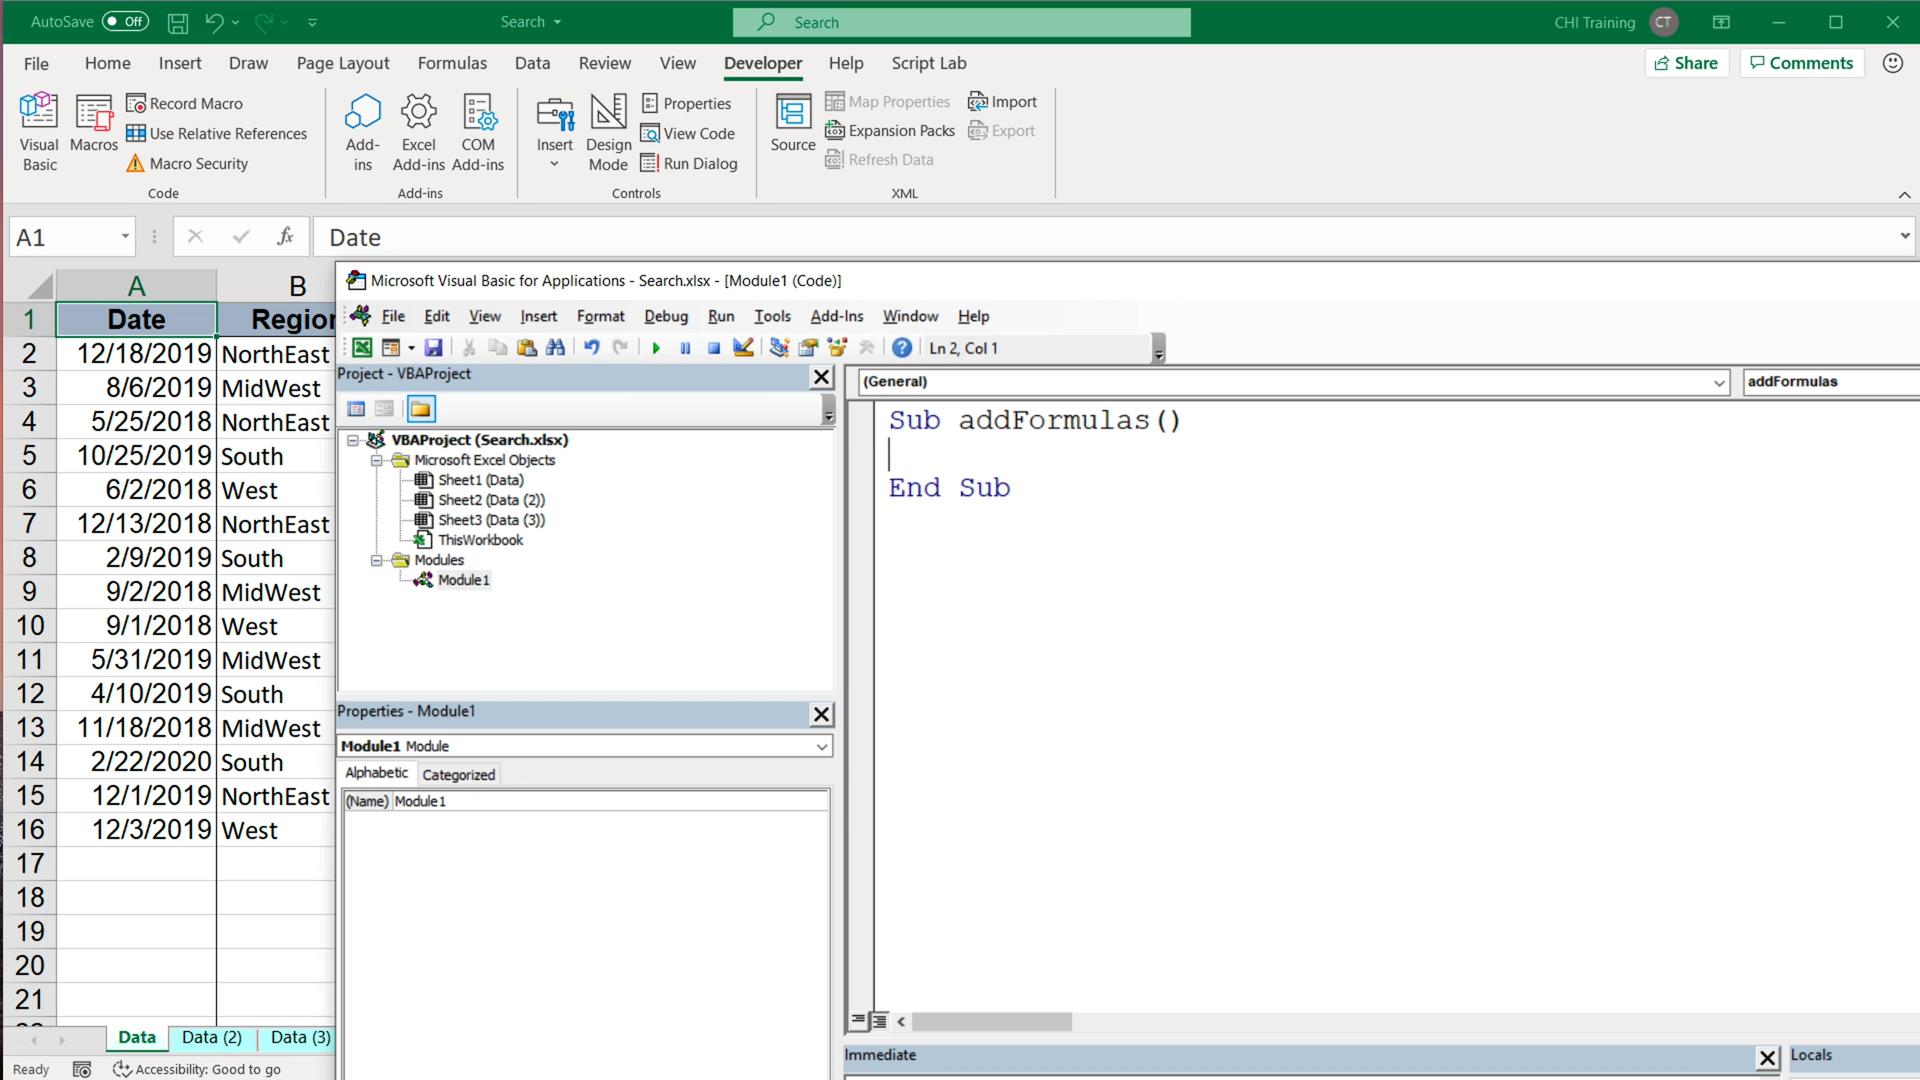 AutoSave Off Search Search CHI Training CT
File Home Insert Draw Page Layout Formulas Data Review View Developer Help Script Lab Share Comments
Visual Basic
Macros
Record Macro
Use Relative References
Macro Security
Code
Add-ins
Excel Add-ins
COM Add-ins
Add-ins
Insert
Design Mode
Properties
View Code
Run Dialog
Controls
Source
Map Properties
Expansion Packs
Refresh Data
Import
Export
XML
A1 fx Date
A B
1 Date Region
2 12/18/2019 NorthEast
3 8/6/2019 MidWest
4 5/25/2018 NorthEast
5 10/25/2019 South
6 6/2/2018 West
7 12/13/2018 NorthEast
8 2/9/2019 South
9 9/2/2018 MidWest
10 9/1/2018 West
11 5/31/2019 MidWest
12 4/10/2019 South
13 11/18/2018 MidWest
14 2/22/2020 South
15 12/1/2019 NorthEast
16 12/3/2019 West
17
18
19
20
21
Data Data (2) Data (3)
Ready Accessibility: Good to go
Microsoft Visual Basic for Applications - Search.xlsx - [Module1 (Code)]
File Edit View Insert Format Debug Run Tools Add-Ins Window Help
Ln 2, Col 1
Project - VBAProject
VBAProject (Search.xlsx)
Microsoft Excel Objects
Sheet1 (Data)
Sheet2 (Data (2))
Sheet3 (Data (3))
ThisWorkbook
Modules
Module1
Properties - Module1
Module1 Module
Alphabetic Categorized
(Name) Module1
(General) addFormulas
Sub addFormulas()
End Sub
Immediate
Locals